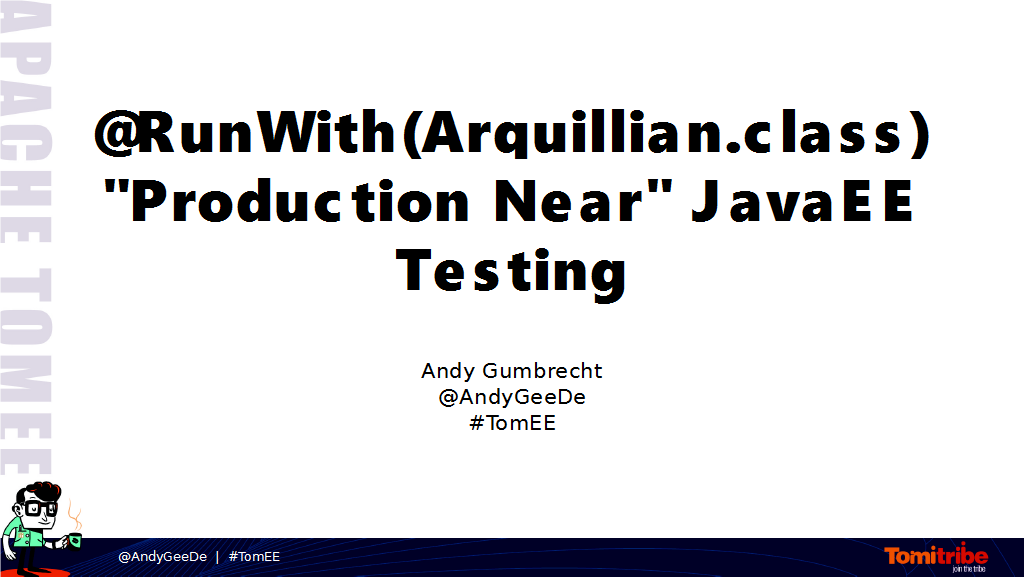 APACHE TOMEE
@RunWith(Arquillian.class)
"Production Near" JavaEE
Testing
Andy Gumbrecht
@AndyGeeDe
#TomEE
@AndyGeeDe | #TomEE
Tomitribe
join the tribe